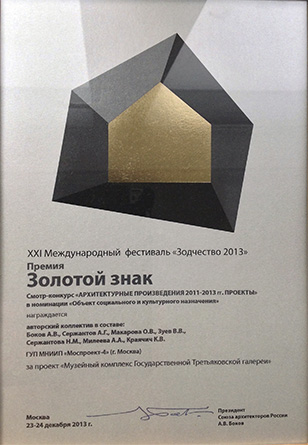 XXI Международный фестиваль «Зодчество 2013»
Премия
Золотой знак
Смотр-конкурс «АРХИТЕКТУРНЫЕ ПРОИЗВЕДЕНИЯ 2011-2013 гг. ПРОЕКТЫ»
в номинации «Объект социального и культурного назначения»
награждается
авторский коллектив в составе:
Боков А.В., Сержантов А.Г., Макарова О.В., Зуев В.В.,
Сержантова Н.М., Милеева А.А., Кравчич К.В.
ГУП МНИИП «Моспроект-4» (г. Москва)
за проект «Музейный комплекс Государственной Третьяковской галереи»
Москва
23-24 декабря 2013 г.
Президент
Союза архитекторов России
А.В. Боков